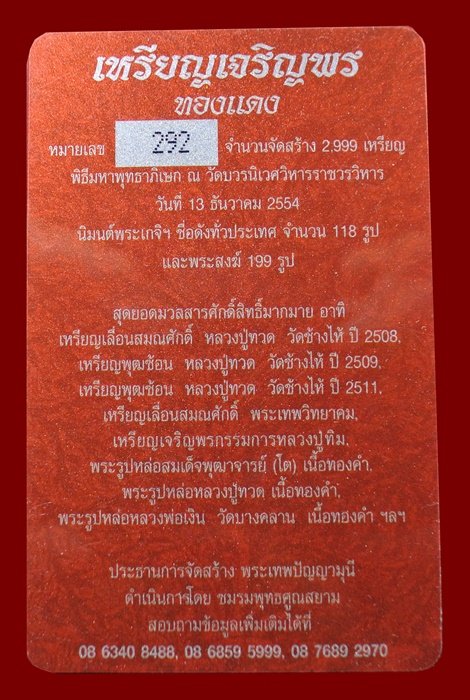 เหรียญเจริญพร
ทองแดง
หมายเลข 292 จำนวนจัดสร้าง 2,999 เหรียญ
พิธีมหาพุทธาภิเษก ณ วัดบวรนิเวศวิหารราชวรวิหาร
วันที่ 13 ธันวาคม 2554
นิมนต์พระเกจิฯ ชื่อดังทั่วประเทศ จำนวน 118 รูป
และพระสงฆ์ 199 รูป
สุดยอดมวลสารศักดิ์สิทธิ์มากมาย อาทิ
เหรียญเลื่อนสมณศักดิ์ หลวงปู่ทวด วัดช้างไห้ ปี 2508,
เหรียญพุฒซ้อน หลวงปู่ทวด วัดช้างไห้ ปี 2509,
เหรียญพุฒซ้อน หลวงปู่ทวด วัดช้างไห้ ปี 2511,
เหรียญเลื่อนสมณศักดิ์ พระเทพวิทยาคม,
เหรียญเจริญพรกรรมการหลวงปู่ทิม,
พระรูปหล่อสมเด็จพุฒาจารย์ (โต) เนื้อทองคำ,
พระรูปหล่อหลวงปู่ทวด เนื้อทองคำ,
พระรูปหล่อหลวงพ่อเงิน วัดบางคลาน เนื้อทองคำ ฯลฯ
ประธานการจัดสร้าง พระเทพปัญญามุนี
ดำเนินการโดย ชมรมพุทธคูณสยาม
สอบถามข้อมูลเพิ่มเติมได้ที่
08 6340 8488, 08 6859 5999, 08 7689 2970